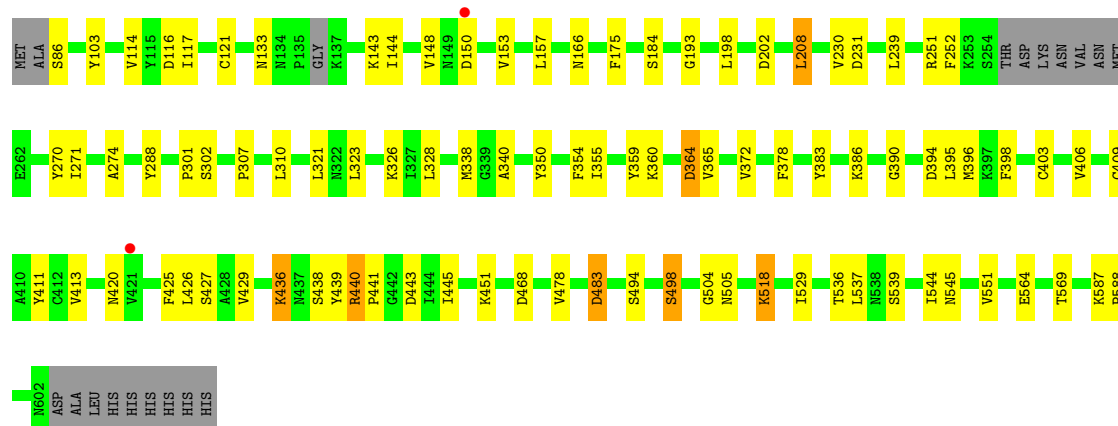 MET ALA S86 Y103 V114 Y115 D116 I117 C121 N133 N134 P135 GLY K137 K143 I144 V148 N149 D150 V153 L157 N166 F175 S184 G193 L198 D202 L208 V230 D231 L239 R251 F252 K253 S254 THR ASP LYS ASN VAL ASN MET
E262 Y270 I271 A274 Y288 P301 S302 P307 L310 L321 N322 L323 K326 I327 L328 M338 G339 A340 Y350 F354 I355 Y359 K360 D364 V365 V372 F378 Y383 K386 G390 D394 L395 M396 K397 F398 C403 V406 C409
A410 Y411 C412 V413 N420 V421 F425 L426 S427 A428 V429 K436 N437 S438 Y439 R440 P441 G442 D443 I444 I445 K451 D468 V478 D483 S494 S498 G504 N505 K518 I529 T536 L537 N538 S539 I544 N545 V551 E564 T569 K587
N602 ASP ALA LEU HIS HIS HIS HIS HIS HIS